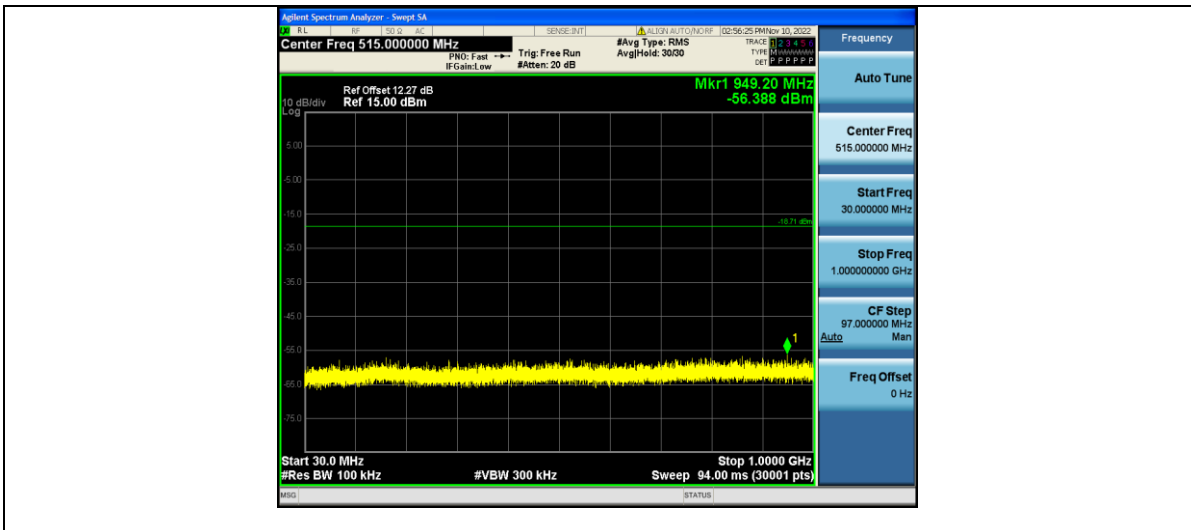 Agilent Spectrum Analyzer - Swept SA
RL RF 50 Ω AC SENSE:INT ALIGN AUTO/NO RF 02:56:25 PM Nov 10, 2022
Center Freq 515.000000 MHz
PNO: Fast
IFGain:Low
Trig: Free Run
#Atten: 20 dB
#Avg Type: RMS
Avg|Hold: 30/30
TRACE 1 2 3 4 5 6
TYPE M
DET P P P P P P
Mkr1 949.20 MHz
-56.388 dBm
Ref Offset 12.27 dB
10 dB/div Ref 15.00 dBm
Log
5.00
-5.00
-15.0
-18.71 dBm
-25.0
-35.0
-45.0
1
-55.0
-65.0
-75.0
Start 30.0 MHz Stop 1.0000 GHz
#Res BW 100 kHz #VBW 300 kHz Sweep 94.00 ms (30001 pts)
MSG STATUS
Frequency
Auto Tune
Center Freq
515.000000 MHz
Start Freq
30.000000 MHz
Stop Freq
1.000000000 GHz
CF Step
97.000000 MHz
Auto Man
Freq Offset
0 Hz